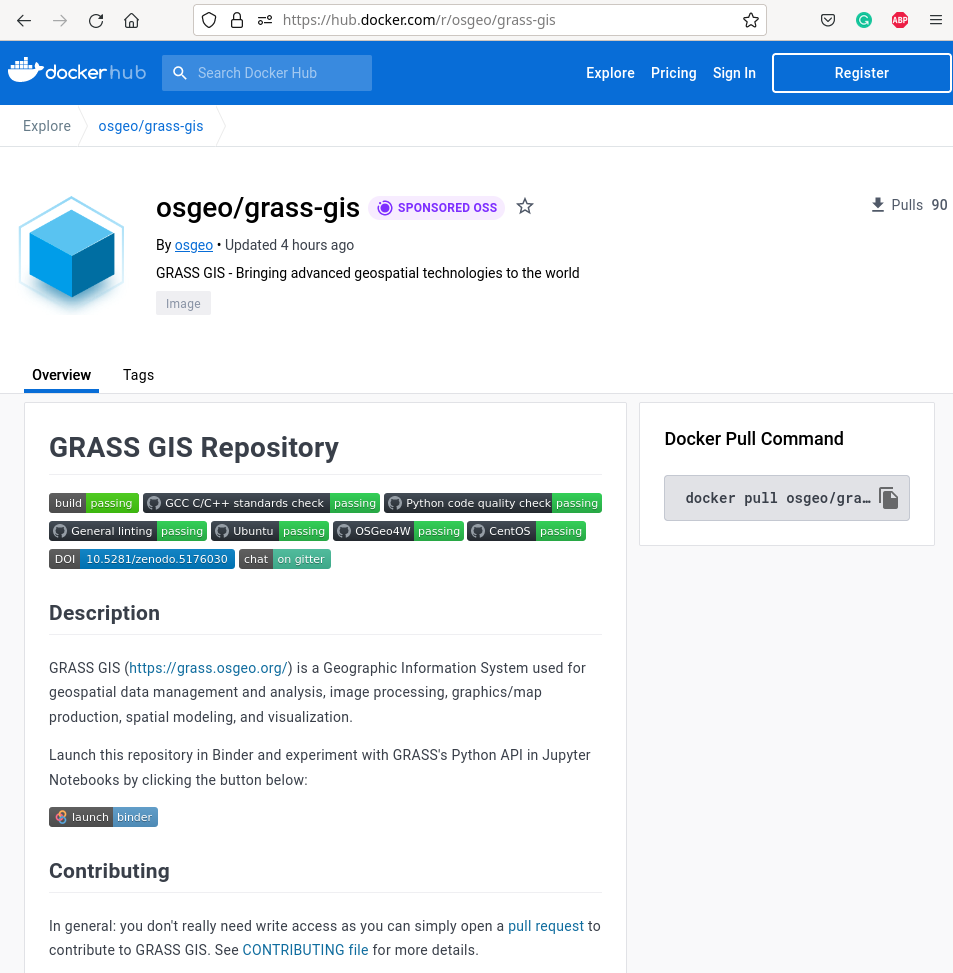 https://hub.docker.com/r/osgeo/grass-gis
ABP
dockerhub
Search Docker Hub
Explore Pricing Sign In Register
Explore osgeo/grass-gis
osgeo/grass-gis SPONSORED OSS
Pulls 90
By osgeo • Updated 4 hours ago
GRASS GIS - Bringing advanced geospatial technologies to the world
Image
Overview Tags
GRASS GIS Repository
build passing GCC C/C++ standards check passing Python code quality check passing
General linting passing Ubuntu passing OSGeo4W passing CentOS passing
DOI 10.5281/zenodo.5176030 chat on gitter
Description
GRASS GIS (https://grass.osgeo.org/) is a Geographic Information System used for
geospatial data management and analysis, image processing, graphics/map
production, spatial modeling, and visualization.
Launch this repository in Binder and experiment with GRASS's Python API in Jupyter
Notebooks by clicking the button below:
launch binder
Contributing
In general: you don't really need write access as you can simply open a pull request to
contribute to GRASS GIS. See CONTRIBUTING file for more details.
Docker Pull Command
docker pull osgeo/gra…